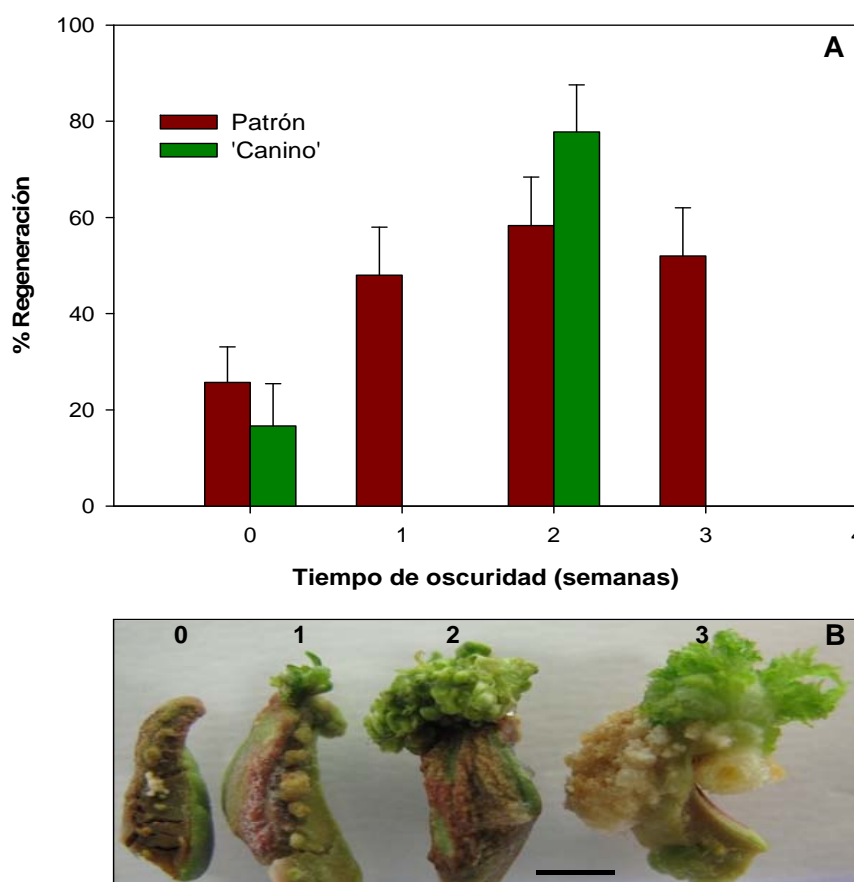 100
A
80
60
40
20
0
% Regeneración
Patrón
'Canino'
0 1 2 3 4
Tiempo de oscuridad (semanas)
0 1 2 3 B